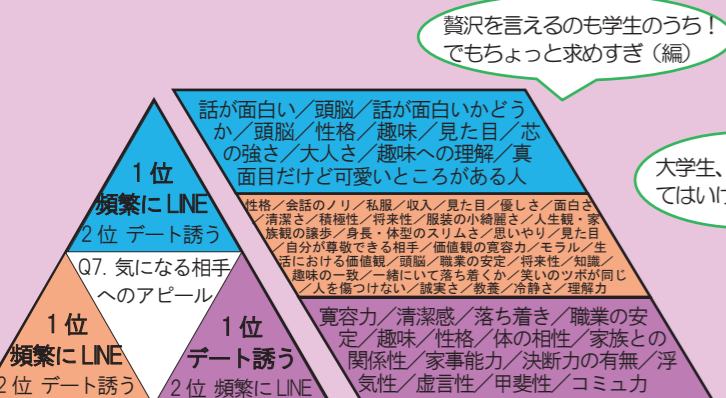 贅沢を言えるのも学生のうち！
でもちょっと求めすぎ（編）
大学生、
てはいけ
話が面白い／頭脳／話が面白いかどう
か／頭脳／性格／趣味／見た目／芯
の強さ／大人さ／趣味への理解／真
面目だけど可愛いところがある人
性格／会話のノリ／私服／収入／見た目／優しさ／面白さ
／清潔さ／積極性／将来性／服装の小綺麗さ／人生観・家
族観の譲歩／身長・体型のスリムさ／思いやり／見た目
／自分が尊敬できる相手／価値観の寛容力／モラル／生
活における価値観／頭脳／職業の安定／将来性／知識／
趣味の一致／一緒にいて落ち着くか／笑いのツボが同じ
／人を傷つけない／誠実さ／教養／冷静さ／理解力
寛容力／清潔感／落ち着き／職業の安
定／趣味／性格／体の相性／家族との
関係性／家事能力／決断力の有無／浮
気性／虚言性／甲斐性／コミュ力
1位
頻繁にLINE
2位 デート誘う
Q7. 気になる相手
へのアピール
1位
頻繁にLINE
2位 デート誘う
1位
デート誘う
2位 頻繁にLINE